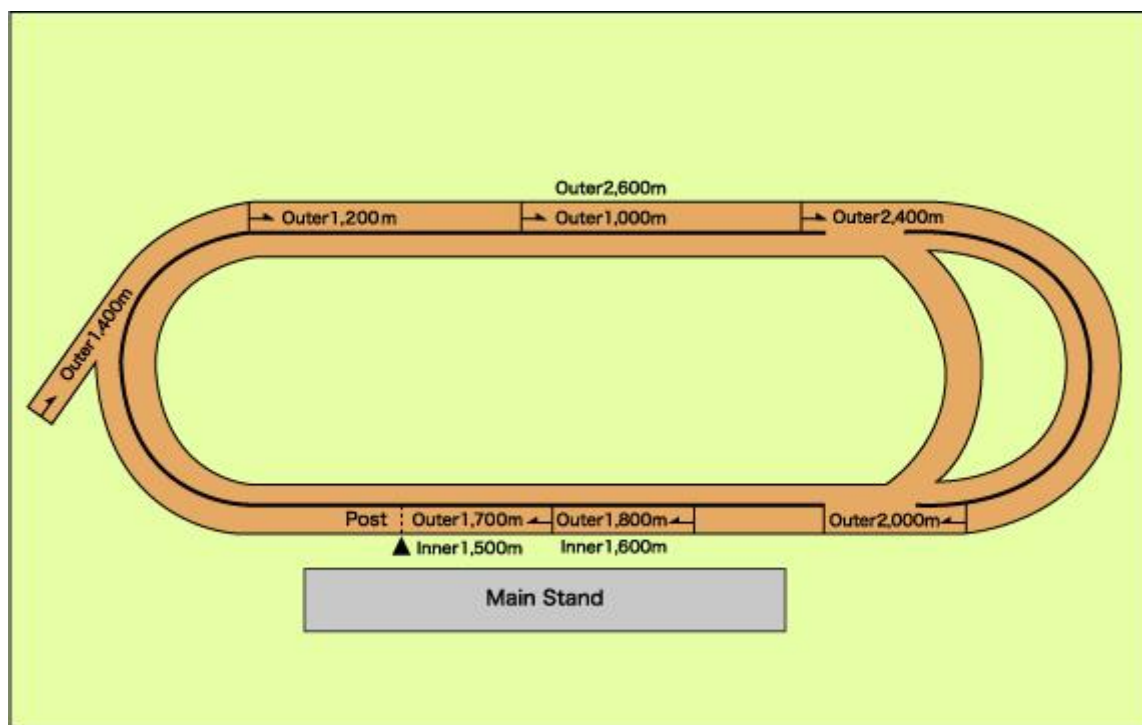 Outer2,600m
Outer1,200m
Outer1,000m
Outer2,400m
Outer1,400m
Post
Outer1,700m
Outer1,800m
Outer2,000m
Inner1,500m
Inner1,600m
Main Stand